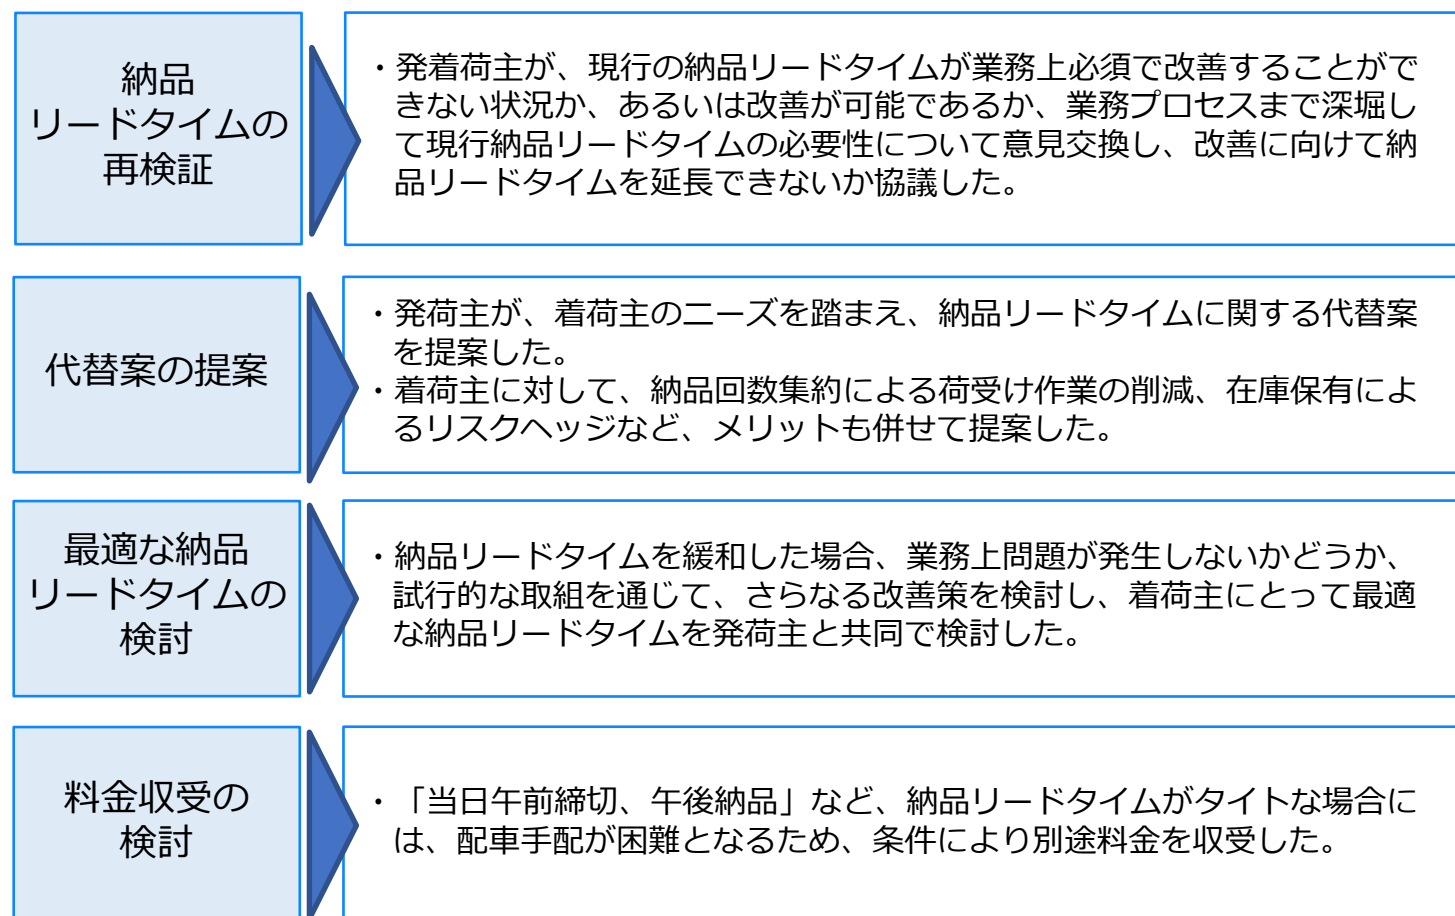 納品
リードタイムの
再検証
・発着荷主が、現行の納品リードタイムが業務上必須で改善することがで
きない状況か、あるいは改善が可能であるか、業務プロセスまで深堀し
て現行納品リードタイムの必要性について意見交換し、改善に向けて納
品リードタイムを延長できないか協議した。
代替案の提案
・発荷主が、着荷主のニーズを踏まえ、納品リードタイムに関する代替案
を提案した。
・着荷主に対して、納品回数集約による荷受け作業の削減、在庫保有によ
るリスクヘッジなど、メリットも併せて提案した。
最適な納品
リードタイムの
検討
・納品リードタイムを緩和した場合、業務上問題が発生しないかどうか、
試行的な取組を通じて、さらなる改善策を検討し、着荷主にとって最適
な納品リードタイムを発荷主と共同で検討した。
料金収受の
検討
・「当日午前締切、午後納品」など、納品リードタイムがタイトな場合に
は、配車手配が困難となるため、条件により別途料金を収受した。